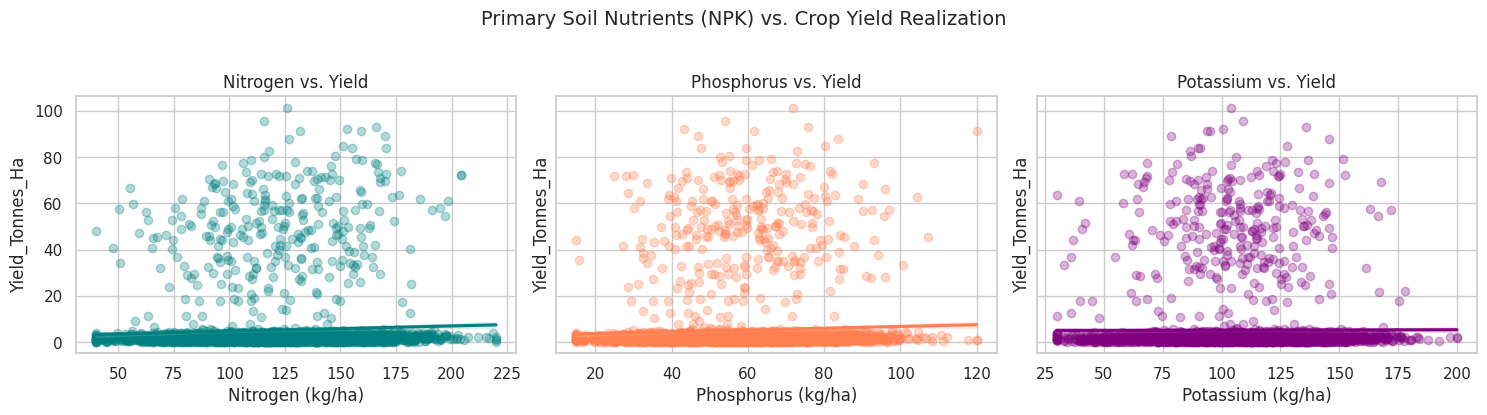 Primary Soil Nutrients (NPK) vs. Crop Yield Realization
Nitrogen vs. Yield
Phosphorus vs. Yield
Potassium vs. Yield
Yield_Tonnes_Ha
100
80
60
40
20
0
50 75 100 125 150 175 200 225
Nitrogen (kg/ha)
Yield_Tonnes_Ha
20 40 60 80 100 120
Phosphorus (kg/ha)
Yield_Tonnes_Ha
25 50 75 100 125 150 175 200
Potassium (kg/ha)